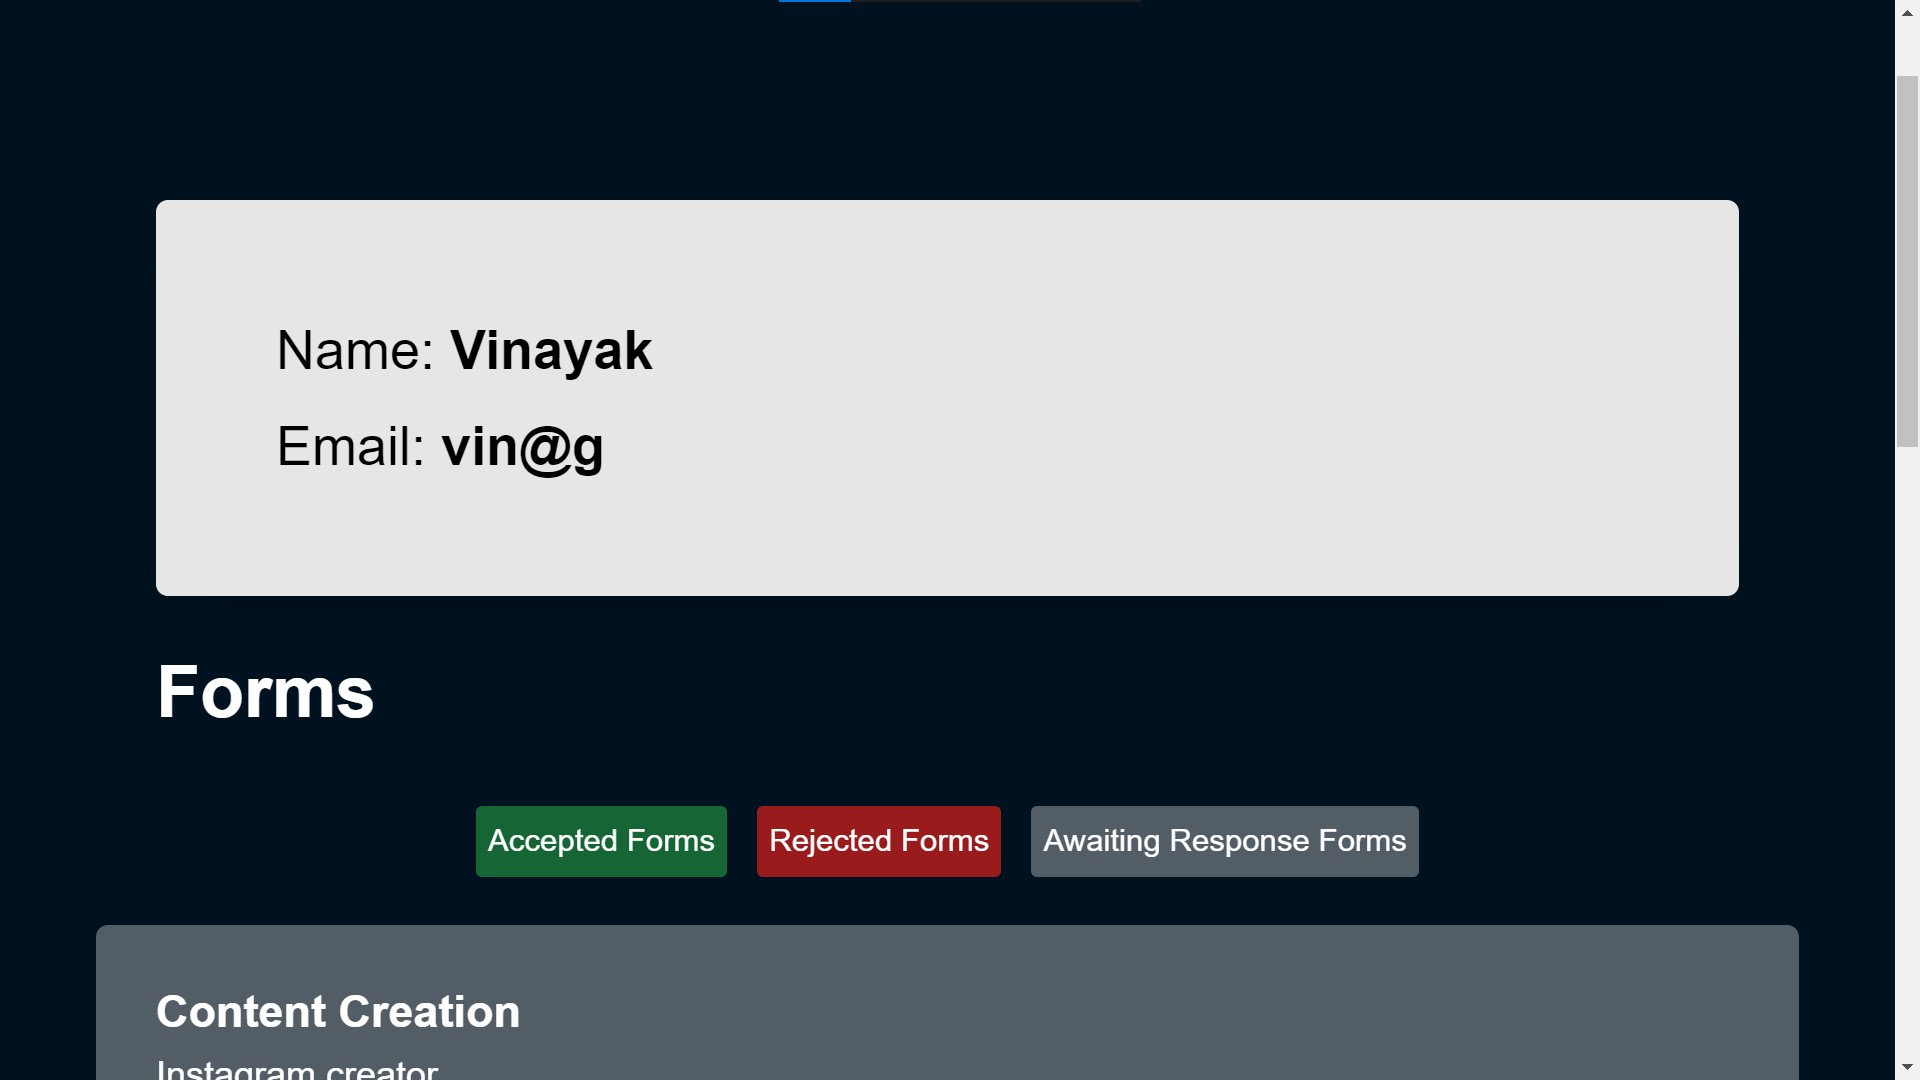 Name: Vinayak
Email: vin@g
Forms
Accepted Forms
Rejected Forms
Awaiting Response Forms
Content Creation
Instagram creator